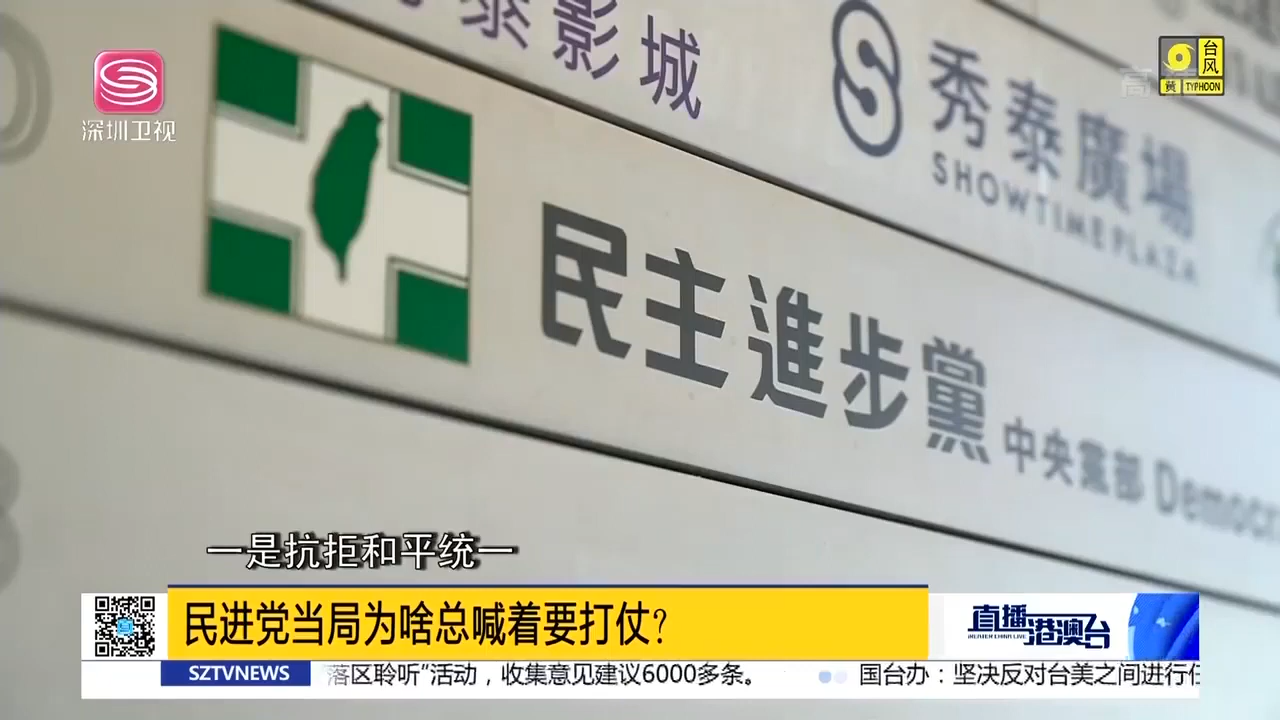 泰影城
秀泰廣場
SHOWTIME PLAZA
台风
黄 TYPHOON
深圳卫视
民主進步黨 中央黨部 Democr
一是抗拒和平统一
民进党当局为啥总喊着要打仗?
直播港澳台
SZTVNEWS
落区聆听”活动，收集意见建议6000多条。
国台办：坚决反对台美之间进行任